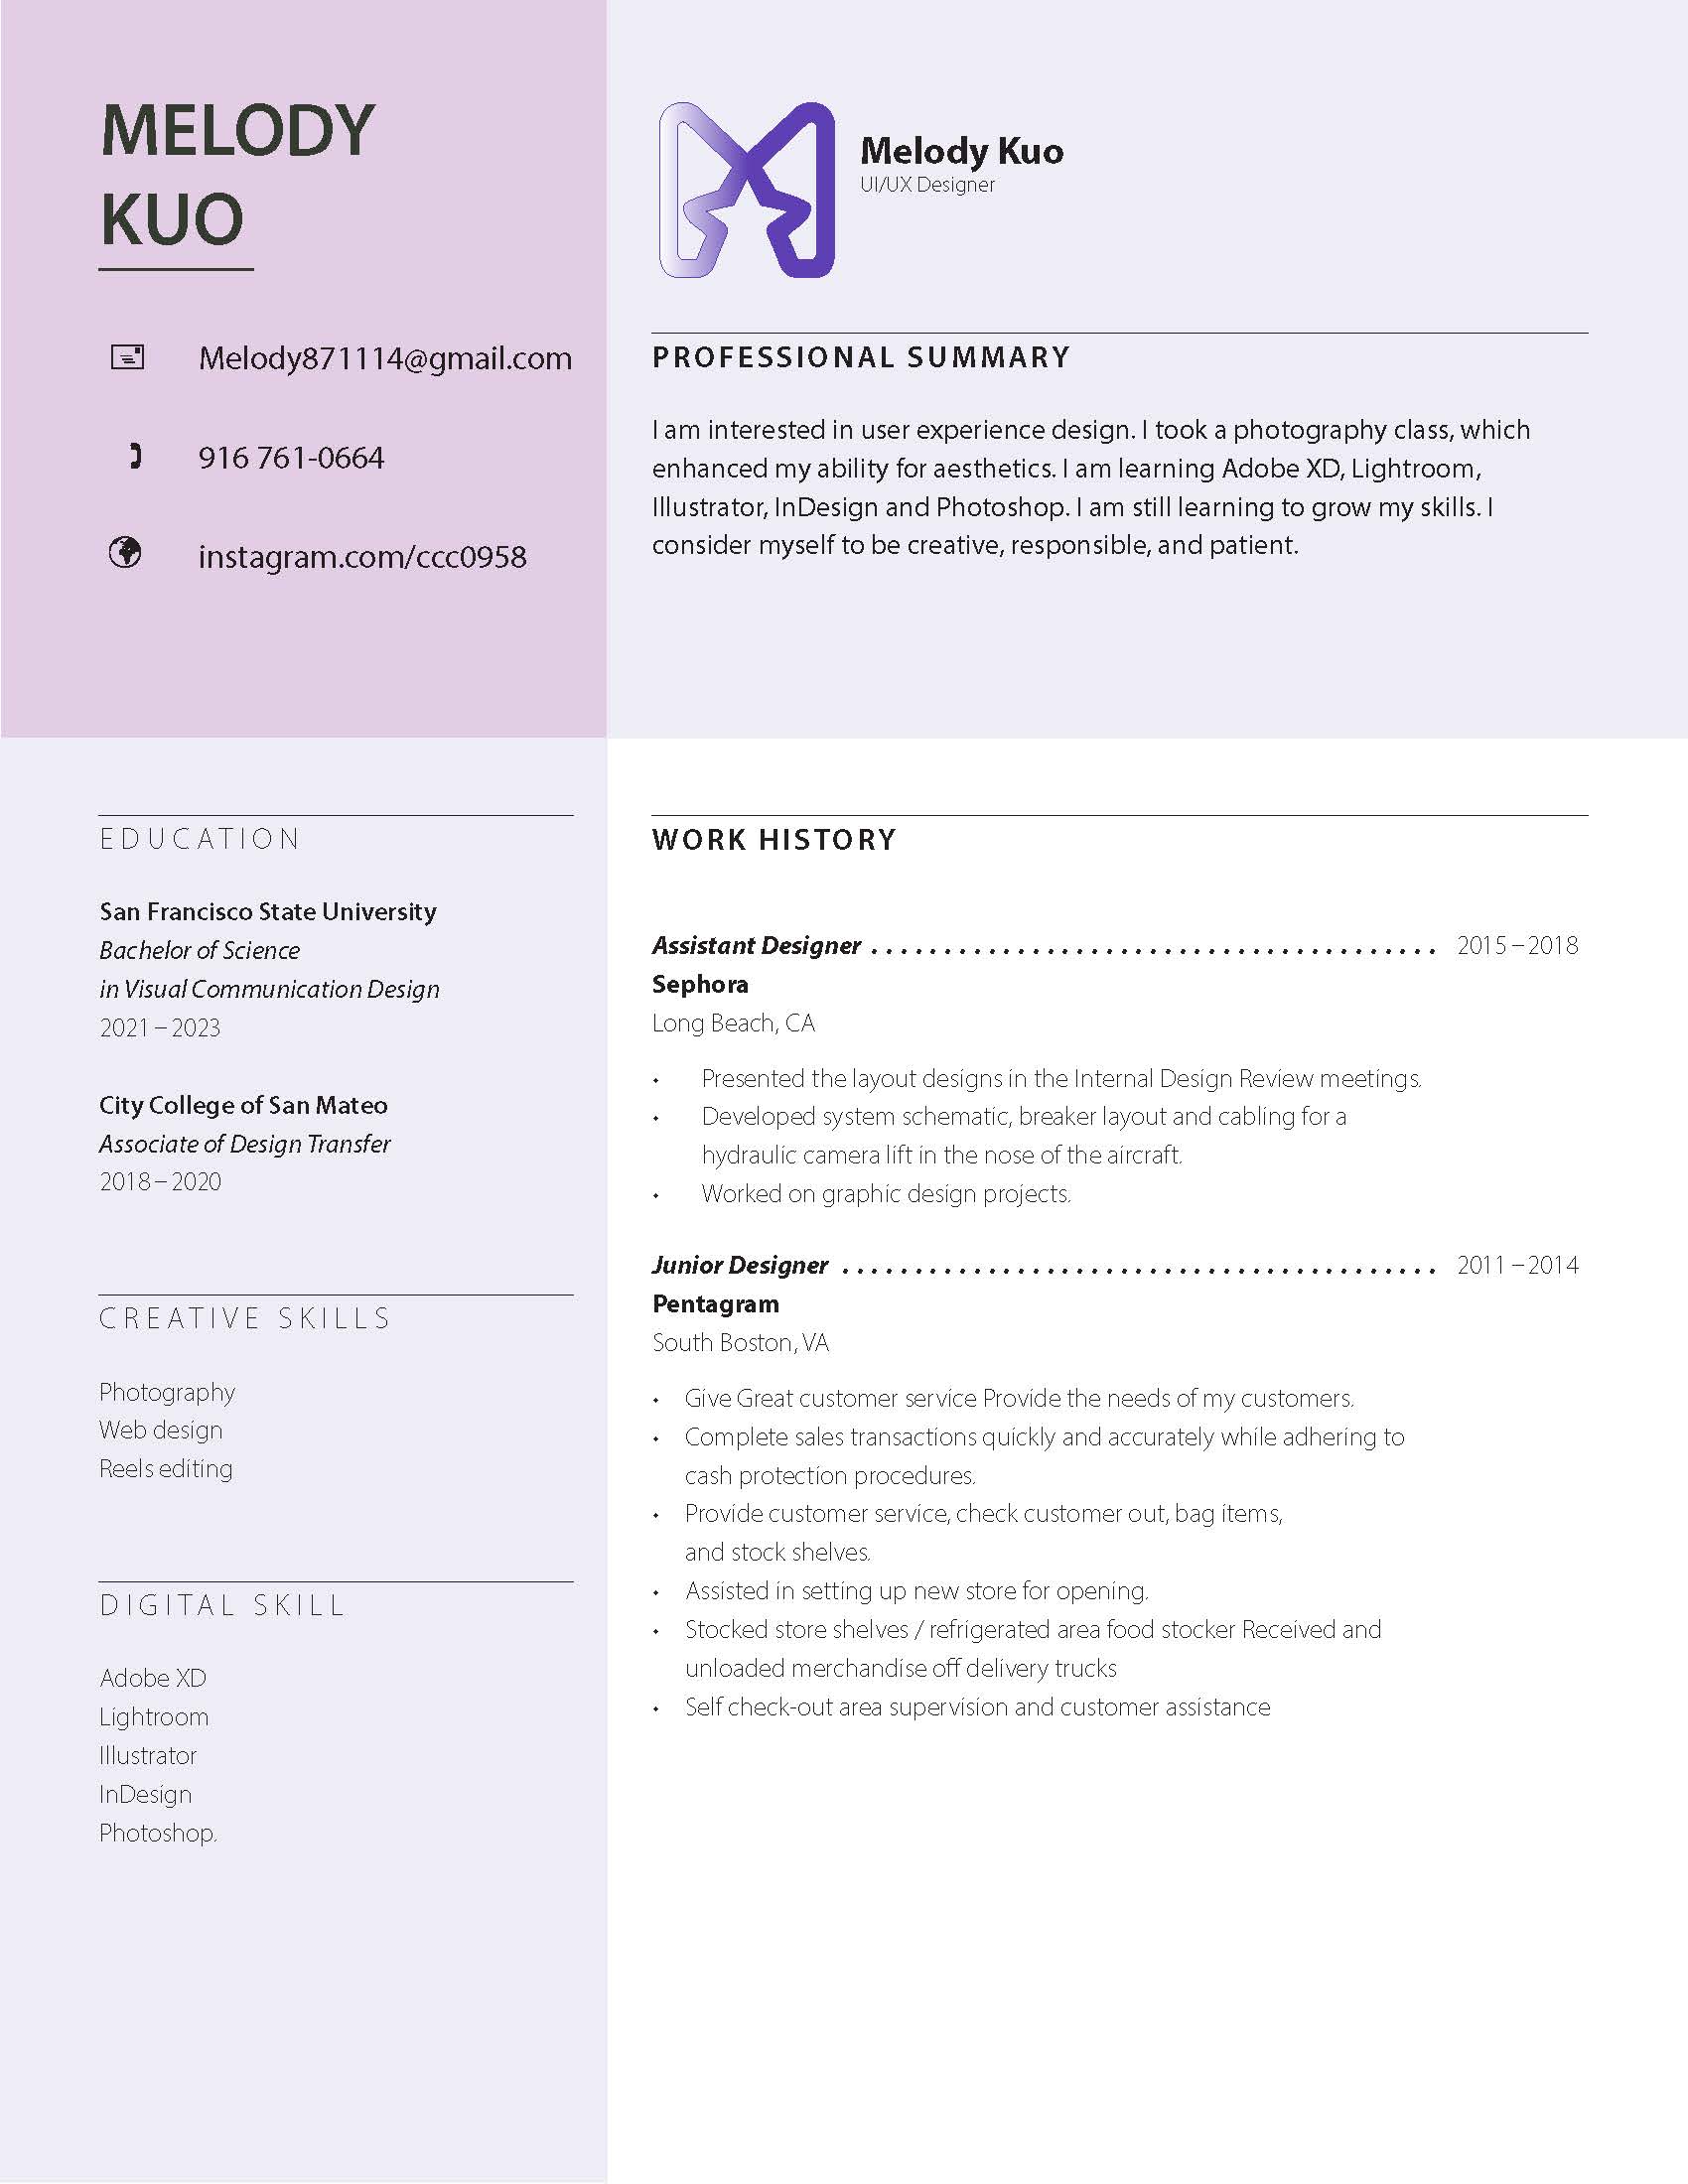 MELODY
KUO
Melody871114@gmail.com
916 761-0664
instagram.com/ccc0958
Melody Kuo
UI/UX Designer
PROFESSIONAL SUMMARY
I am interested in user experience design. I took a photography class, which
enhanced my ability for aesthetics. I am learning Adobe XD, Lightroom,
Illustrator, InDesign and Photoshop. I am still learning to grow my skills. I
consider myself to be creative, responsible, and patient.
EDUCATION
San Francisco State University
Bachelor of Science
in Visual Communication Design
2021 – 2023
City College of San Mateo
Associate of Design Transfer
2018 – 2020
CREATIVE SKILLS
Photography
Web design
Reels editing
DIGITAL SKILL
Adobe XD
Lightroom
Illustrator
InDesign
Photoshop.
WORK HISTORY
Assistant Designer . . . . . . . . . . . . . . . . . . . . . . . . . . . . . . . . . . . . . . . 2015 – 2018
Sephora
Long Beach, CA
• Presented the layout designs in the Internal Design Review meetings.
• Developed system schematic, breaker layout and cabling for a
hydraulic camera lift in the nose of the aircraft.
• Worked on graphic design projects.
Junior Designer . . . . . . . . . . . . . . . . . . . . . . . . . . . . . . . . . . . . . . . . . 2011 – 2014
Pentagram
South Boston, VA
• Give Great customer service Provide the needs of my customers.
• Complete sales transactions quickly and accurately while adhering to
cash protection procedures.
• Provide customer service, check customer out, bag items,
and stock shelves.
• Assisted in setting up new store for opening.
• Stocked store shelves / refrigerated area food stocker Received and
unloaded merchandise off delivery trucks
• Self check-out area supervision and customer assistance